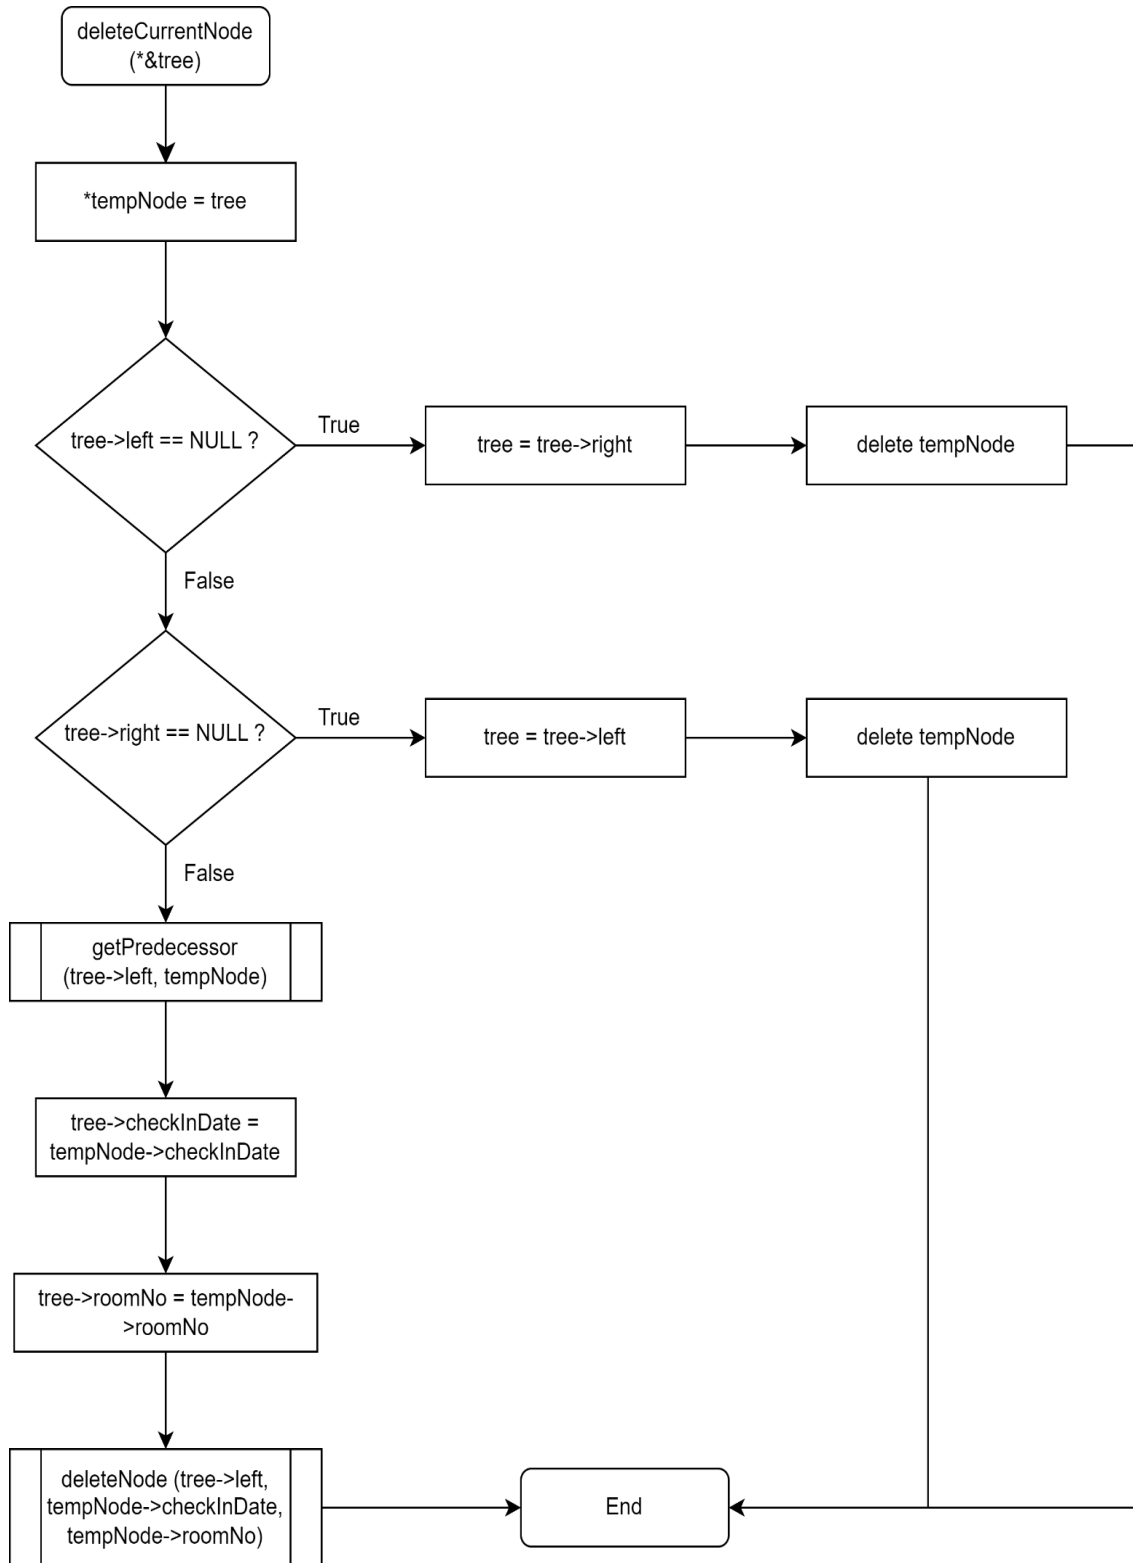 deleteCurrentNode
(*&tree)
*tempNode = tree
tree->left == NULL ?
True
tree = tree->right
delete tempNode
False
tree->right == NULL ?
True
tree = tree->left
delete tempNode
False
getPredecessor
(tree->left, tempNode)
tree->checkInDate =
tempNode->checkInDate
tree->roomNo = tempNode-
>roomNo
deleteNode (tree->left,
tempNode->checkInDate,
tempNode->roomNo)
End